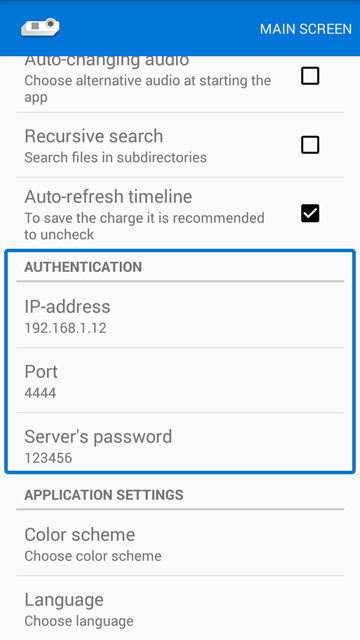 MAIN SCREEN
Auto-changing audio
Choose alternative audio at starting the
app
Recursive search
Search files in subdirectories
Auto-refresh timeline
To save the charge it is recommended
to uncheck
AUTHENTICATION
IP-address
192.168.1.12
Port
4444
Server's password
123456
APPLICATION SETTINGS
Color scheme
Choose color scheme
Language
Choose language